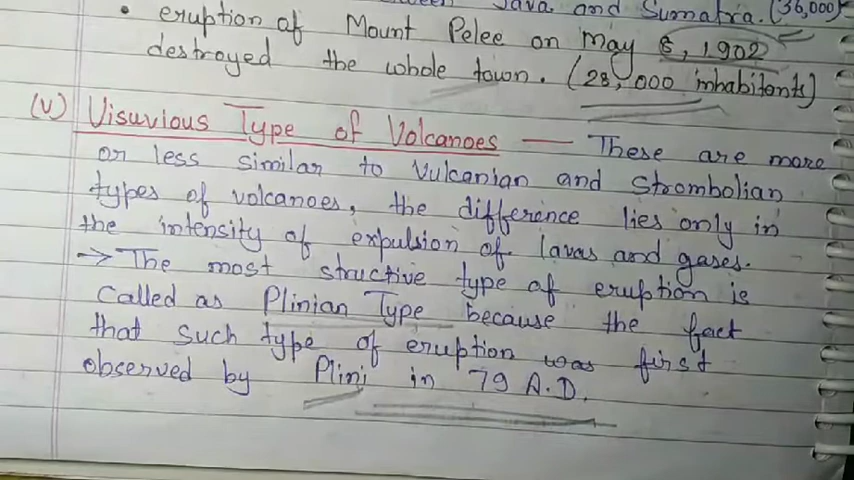 Java and Sumatra. (36,000)
• eruption of Mount Pelee on May 8, 1902
destroyed the whole town. (28,000 inhabitants)
(v) Visuvious Type of Volcanoes — These are more
or less similar to Vulcanian and Strombolian
types of volcanoes, the difference lies only in
the intensity of expulsion of lavas and gases.
→ The most structive type of eruption is
called as Plinian Type because the fact
that such type of eruption was first
observed by Plini in 79 A.D.